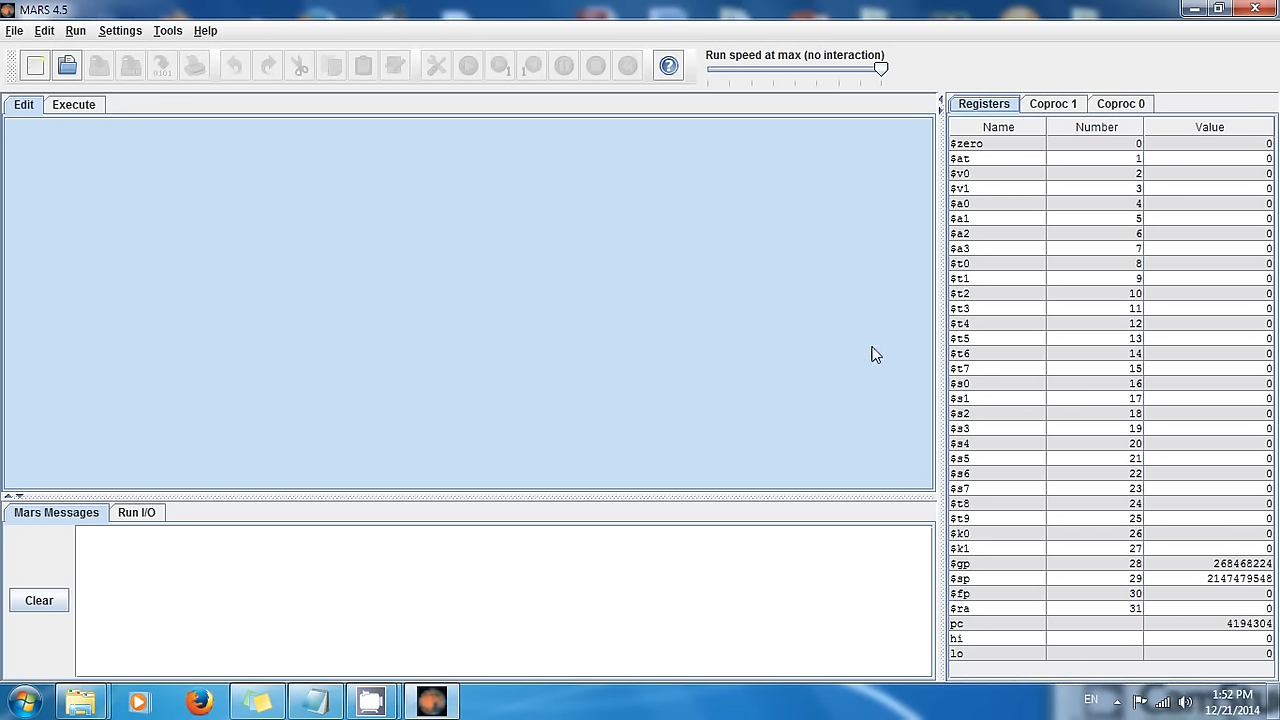 MARS 4.5
File Edit Run Settings Tools Help
Run speed at max (no interaction)
Edit Execute
Registers Coproc 1 Coproc 0
Name Number Value
$zero 0 0
$at 1 0
$v0 2 0
$v1 3 0
$a0 4 0
$a1 5 0
$a2 6 0
$a3 7 0
$t0 8 0
$t1 9 0
$t2 10 0
$t3 11 0
$t4 12 0
$t5 13 0
$t6 14 0
$t7 15 0
$s0 16 0
$s1 17 0
$s2 18 0
$s3 19 0
$s4 20 0
$s5 21 0
$s6 22 0
$s7 23 0
$t8 24 0
$t9 25 0
$k0 26 0
$k1 27 0
$gp 28 268468224
$sp 29 2147479548
$fp 30 0
$ra 31 0
pc 4194304
hi 0
lo 0
Mars Messages Run I/O
Clear
EN
1:52 PM
12/21/2014